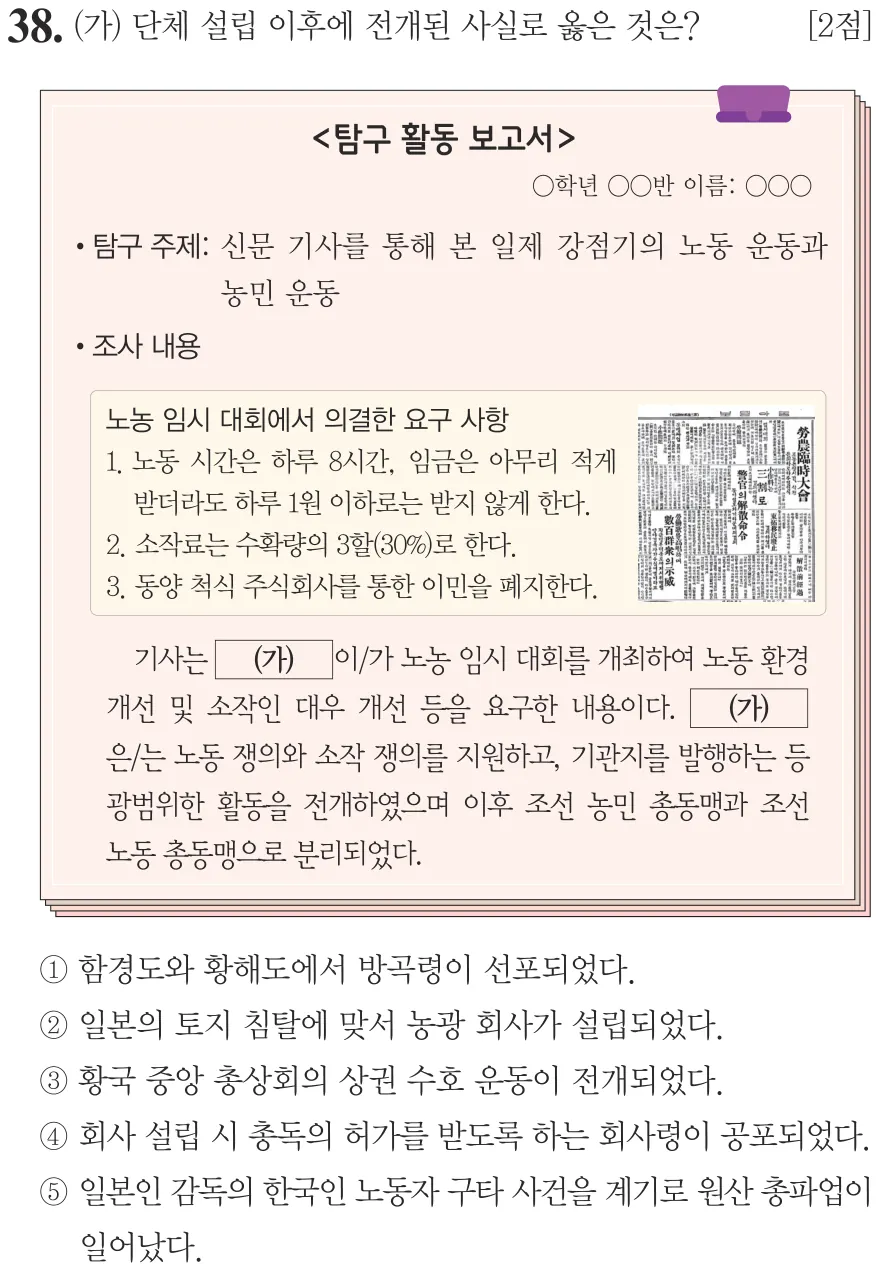 38. (가) 단체 설립 이후에 전개된 사실로 옳은 것은? [2점]
<탐구 활동 보고서>
○학년 ○○반 이름: ○○○
• 탐구 주제: 신문 기사를 통해 본 일제 강점기의 노동 운동과
농민 운동
• 조사 내용
노농 임시 대회에서 의결한 요구 사항
1. 노동 시간은 하루 8시간, 임금은 아무리 적게
받더라도 하루 1원 이하로는 받지 않게 한다.
2. 소작료는 수확량의 3할(30%)로 한다.
3. 동양 척식 주식회사를 통한 이민을 폐지한다.
勞農臨時大會
三割로
警官의 解散命令
數百群衆의 示威
기사는 (가) 이/가 노농 임시 대회를 개최하여 노동 환경
개선 및 소작인 대우 개선 등을 요구한 내용이다. (가)
은/는 노동 쟁의와 소작 쟁의를 지원하고, 기관지를 발행하는 등
광범위한 활동을 전개하였으며 이후 조선 농민 총동맹과 조선
노동 총동맹으로 분리되었다.
① 함경도와 황해도에서 방곡령이 선포되었다.
② 일본의 토지 침탈에 맞서 농광 회사가 설립되었다.
③ 황국 중앙 총상회의 상권 수호 운동이 전개되었다.
④ 회사 설립 시 총독의 허가를 받도록 하는 회사령이 공포되었다.
⑤ 일본인 감독의 한국인 노동자 구타 사건을 계기로 원산 총파업이
일어났다.